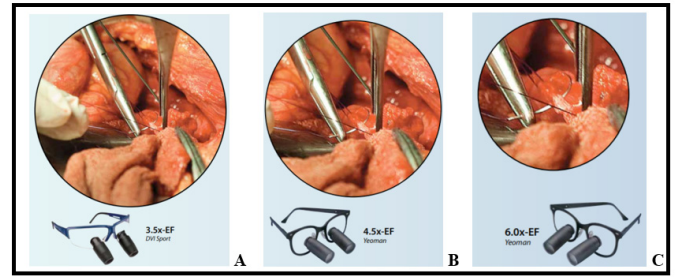 3.5x-EF
DVI Sport
A
4.5x-EF
Yeoman
B
6.0x-EF
Yeoman
C